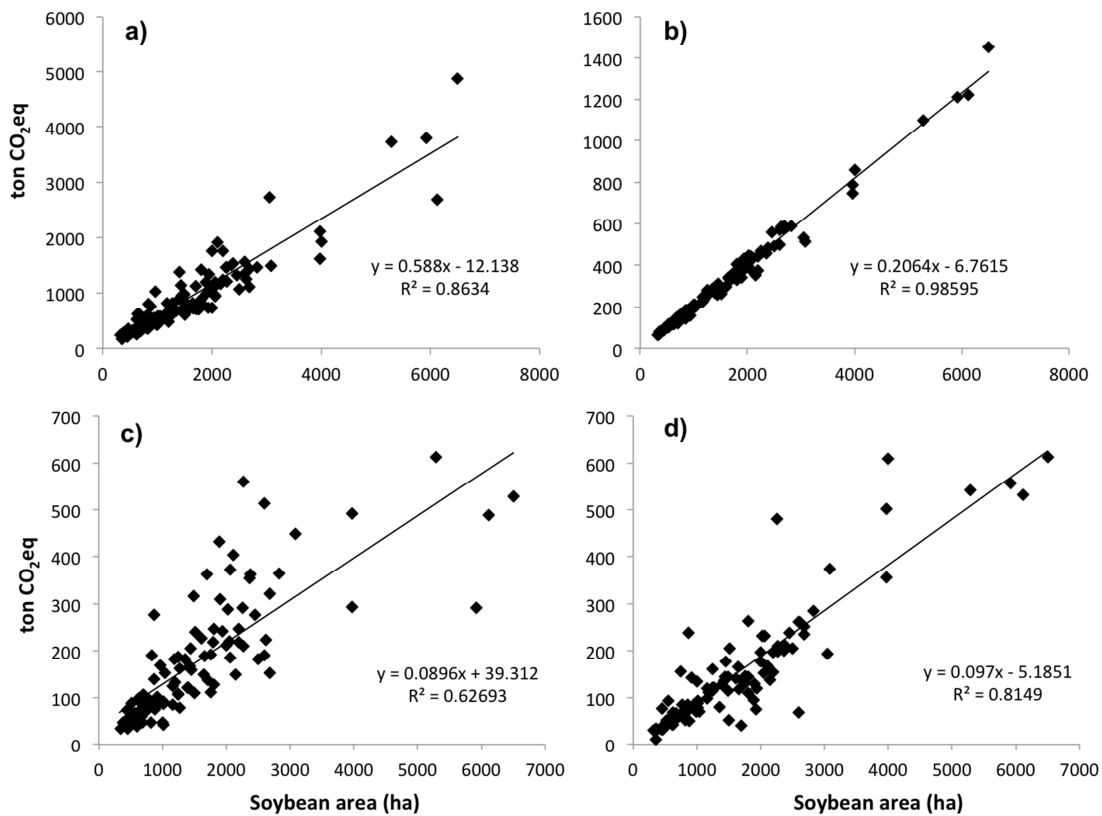 a)
ton CO₂eq
6000
5000
4000
3000
2000
1000
0
y = 0.588x - 12.138
R² = 0.8634
0 2000 4000 6000 8000
b)
1600
1400
1200
1000
800
600
400
200
0
y = 0.2064x - 6.7615
R² = 0.98595
0 2000 4000 6000 8000
c)
ton CO₂eq
700
600
500
400
300
200
100
0
y = 0.0896x + 39.312
R² = 0.62693
0 1000 2000 3000 4000 5000 6000 7000
Soybean area (ha)
d)
700
600
500
400
300
200
100
0
y = 0.097x - 5.1851
R² = 0.8149
0 1000 2000 3000 4000 5000 6000 7000
Soybean area (ha)